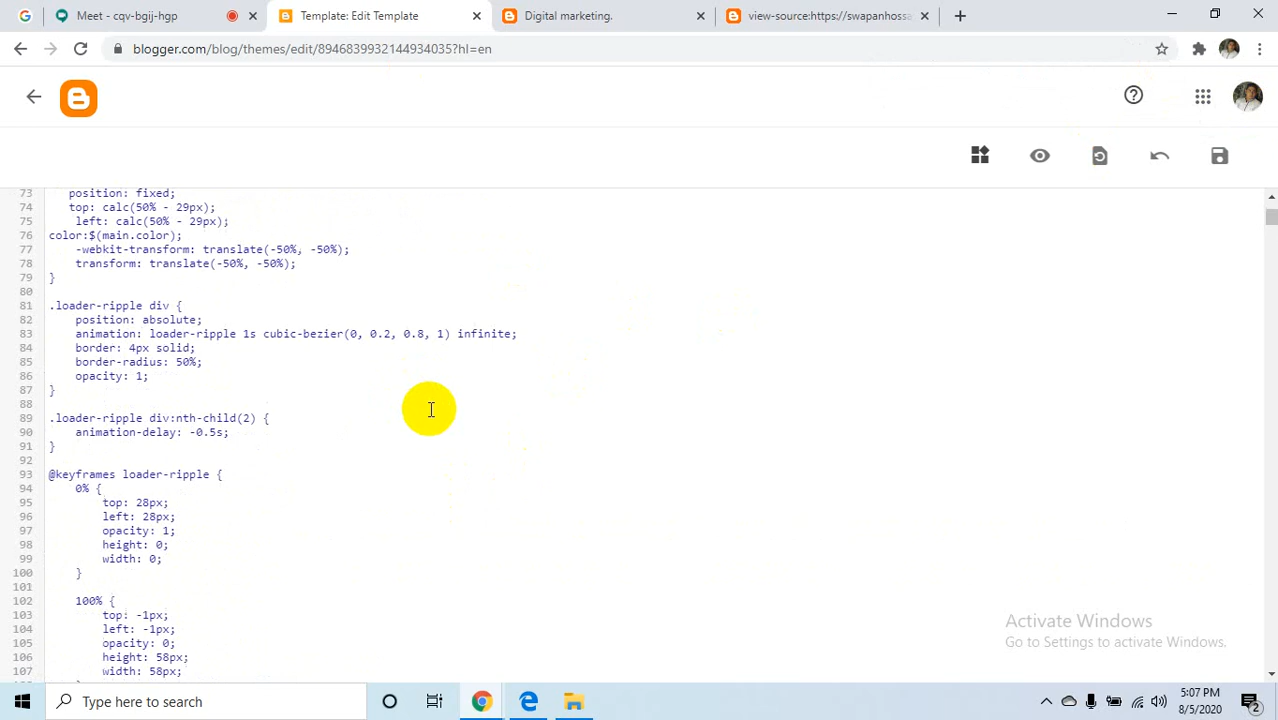 Meet - cqv-bgij-hgp
Template: Edit Template
Digital marketing.
view-source:https://swapanhossa
blogger.com/blog/themes/edit/8946839932144934035?hl=en
73 position: fixed;
74 top: calc(50% - 29px);
75 left: calc(50% - 29px);
76 color:$(main.color);
77 -webkit-transform: translate(-50%, -50%);
78 transform: translate(-50%, -50%);
79 }
80
81 .loader-ripple div {
82 position: absolute;
83 animation: loader-ripple 1s cubic-bezier(0, 0.2, 0.8, 1) infinite;
84 border: 4px solid;
85 border-radius: 50%;
86 opacity: 1;
87 }
88
89 .loader-ripple div:nth-child(2) {
90 animation-delay: -0.5s;
91 }
92
93 @keyframes loader-ripple {
94 0% {
95 top: 28px;
96 left: 28px;
97 opacity: 1;
98 height: 0;
99 width: 0;
100 }
101
102 100% {
103 top: -1px;
104 left: -1px;
105 opacity: 0;
106 height: 58px;
107 width: 58px;
Activate Windows
Go to Settings to activate Windows.
Type here to search
5:07 PM
8/5/2020
2